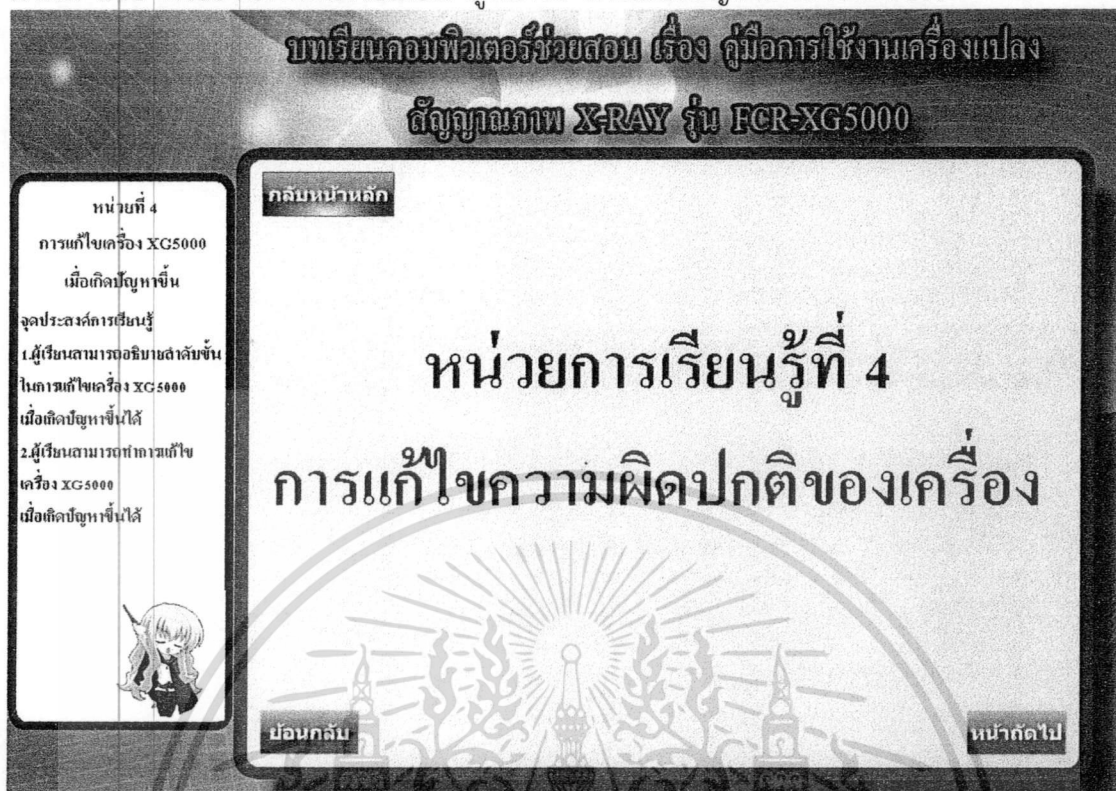 บทเรียนคอมพิวเตอร์ช่วยสอน เรื่อง คู่มือการใช้งานเครื่องแปลง
สัญญาณภาพ X-RAY รุ่น FCR-XG5000
หน่วยที่ 4
การแก้ไขเครื่อง XG5000
เมื่อเกิดปัญหาขึ้น
จุดประสงค์การเรียนรู้
1.ผู้เรียนสามารถอธิบายลำดับขั้น
ในการแก้ไขเครื่อง XG5000
เมื่อเกิดปัญหาขึ้นได้
2.ผู้เรียนสามารถทำการแก้ไข
เครื่อง XG5000
เมื่อเกิดปัญหาขึ้นได้
กลับหน้าหลัก
หน่วยการเรียนรู้ที่ 4
การแก้ไขความผิดปกติของเครื่อง
ย้อนกลับ
หน้าถัดไป